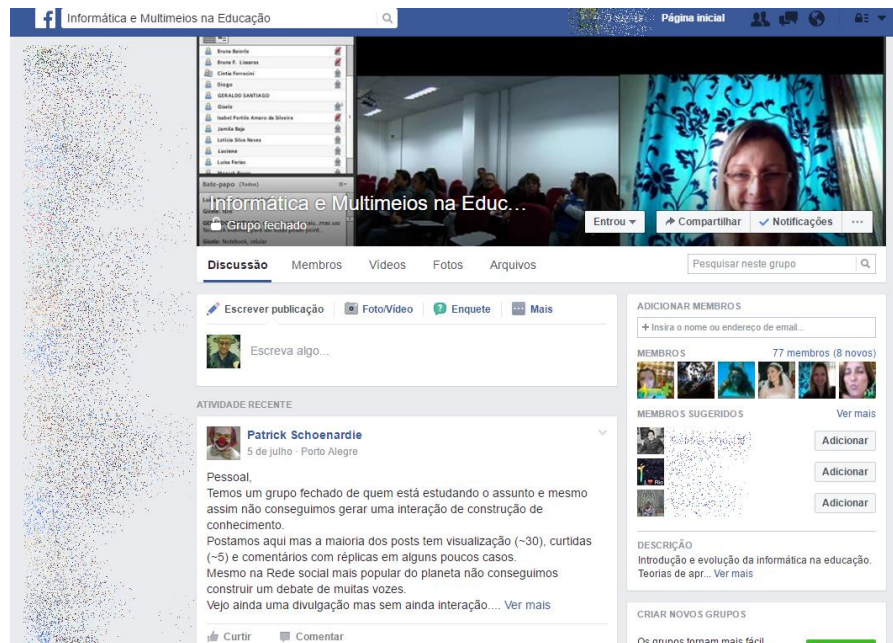 f Informática e Multimeios na Educação
Página inicial
Bruna F. Linares
Cintia Ferracini
Diogo
GERALDO SANTIAGO
Gisele
Isabel Portilo Amaro da Silveira
Jamila Baja
Leticia Silva Neves
Luciene
Luisa Ferias
Bate-papo (Todos)
Informática e Multimeios na Educ...
Grupo fechado
Goele: Notebook, celular
Entrou
Compartilhar
Notificações
Discussão Membros Vídeos Fotos Arquivos
Pesquisar neste grupo
Escrever publicação Foto/Vídeo Enquete Mais
Escreva algo...
ATIVIDADE RECENTE
Patrick Schoenardie
5 de julho · Porto Alegre
Pessoal,
Temos um grupo fechado de quem está estudando o assunto e mesmo
assim não conseguimos gerar uma interação de construção de
conhecimento.
Postamos aqui mas a maioria dos posts tem visualização (~30), curtidas
(~5) e comentários com réplicas em alguns poucos casos.
Mesmo na Rede social mais popular do planeta não conseguimos
construir um debate de muitas vozes.
Vejo ainda uma divulgação mas sem ainda interação.... Ver mais
Curtir Comentar
ADICIONAR MEMBROS
+ Insira o nome ou endereço de email...
MEMBROS 77 membros (8 novos)
MEMBROS SUGERIDOS Ver mais
Adicionar
Adicionar
Adicionar
DESCRIÇÃO
Introdução e evolução da informática na educação.
Teorias de apr... Ver mais
CRIAR NOVOS GRUPOS
Os grupos tornam mais fácil